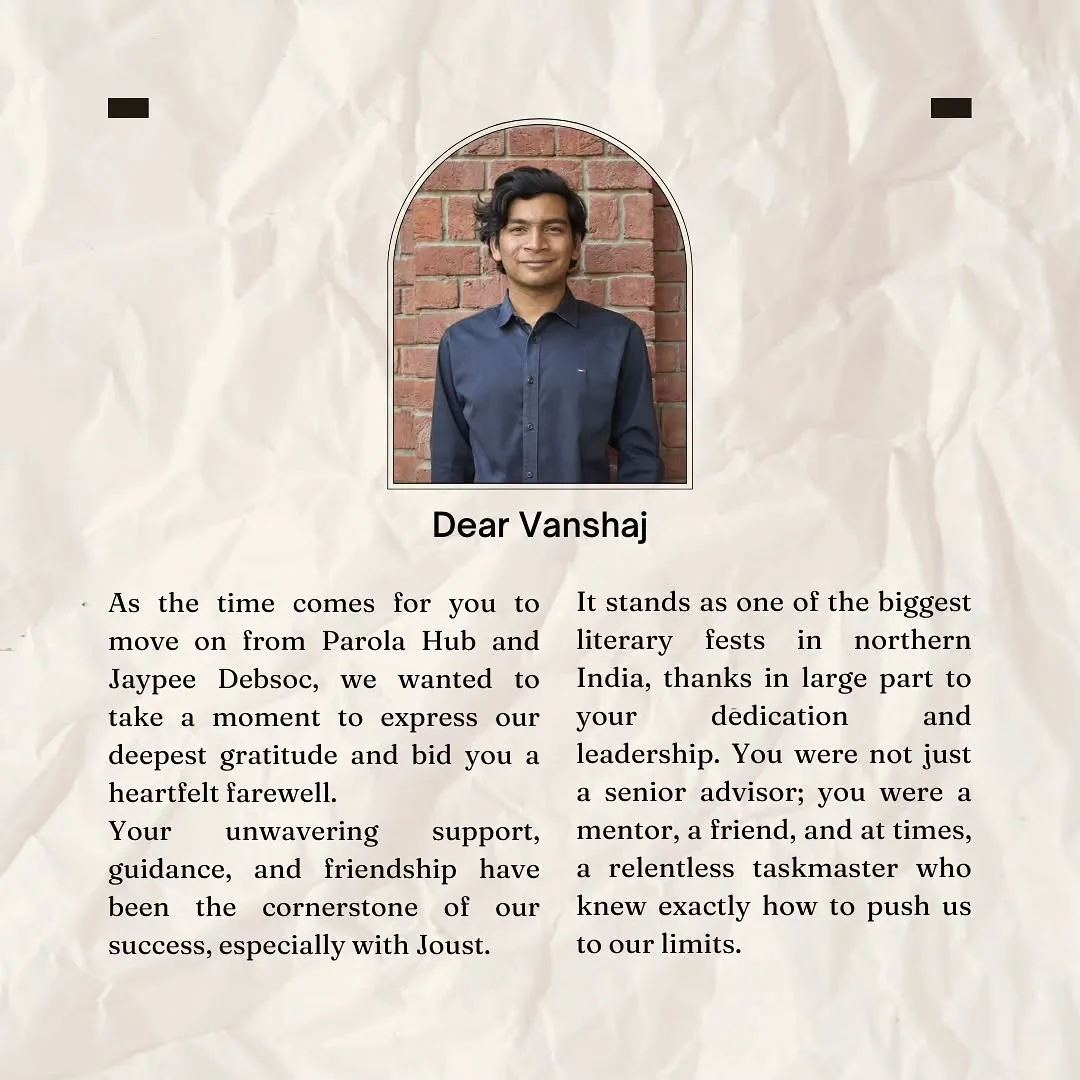 Dear Vanshaj
As the time comes for you to
move on from Parola Hub and
Jaypee Debsoc, we wanted to
take a moment to express our
deepest gratitude and bid you a
heartfelt farewell.
Your unwavering support,
guidance, and friendship have
been the cornerstone of our
success, especially with Joust.
It stands as one of the biggest
literary fests in northern
India, thanks in large part to
your dedication and
leadership. You were not just
a senior advisor; you were a
mentor, a friend, and at times,
a relentless taskmaster who
knew exactly how to push us
to our limits.